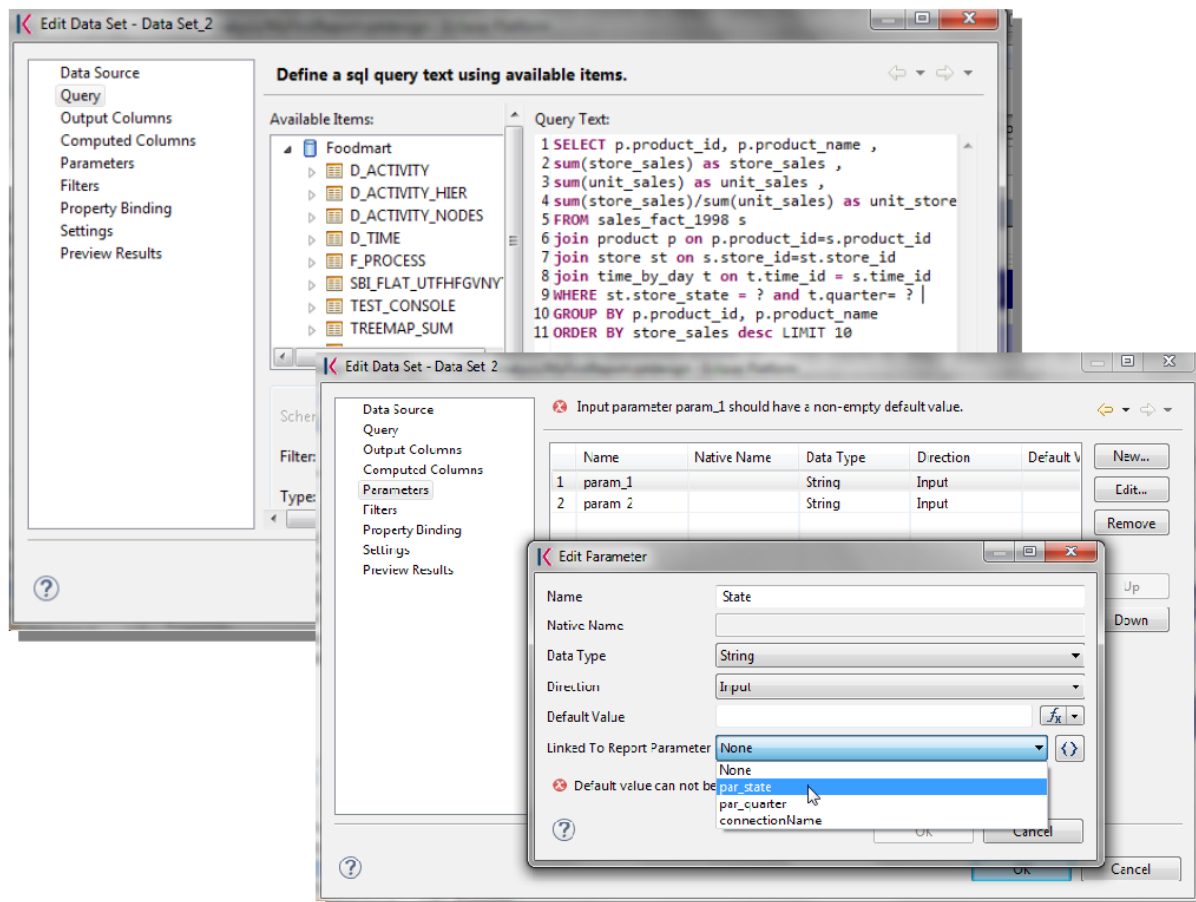 Edit Data Set - Data Set_2
Data Source
Query
Output Columns
Computed Columns
Parameters
Filters
Property Binding
Settings
Preview Results
Define a sql query text using available items.
Available Items:
Foodmart
D_ACTIVITY
D_ACTIVITY_HIER
D_ACTIVITY_NODES
D_TIME
F_PROCESS
SBI_FLAT_UTFHFGVNY
TEST_CONSOLE
TREEMAP_SUM
Query Text:
1 SELECT p.product_id, p.product_name ,
2 sum(store_sales) as store_sales ,
3 sum(unit_sales) as unit_sales ,
4 sum(store_sales)/sum(unit_sales) as unit_store
5 FROM sales_fact_1998 s
6 join product p on p.product_id=s.product_id
7 join store st on s.store_id=st.store_id
8 join time_by_day t on t.time_id = s.time_id
9 WHERE st.store_state = ? and t.quarter= ?
10 GROUP BY p.product_id, p.product_name
11 ORDER BY store_sales desc LIMIT 10
Schem
Filter:
Type:
Edit Data Set - Data Set 2
Data Source
Query
Output Columns
Computed Columns
Parameters
Filters
Property Binding
Settings
Preview Results
Input parameter param_1 should have a non-empty default value.
Name Native Name Data Type Direction Default V
1 param_1 String Input
2 param 2 String Input
New...
Edit...
Remove
Up
Down
Edit Parameter
Name State
Native Name
Data Type String
Direction Input
Default Value fx
Linked To Report Parameter None
None
par_state
par_quarter
connectionName
Default value can not be
OK Cancel
OK Cancel